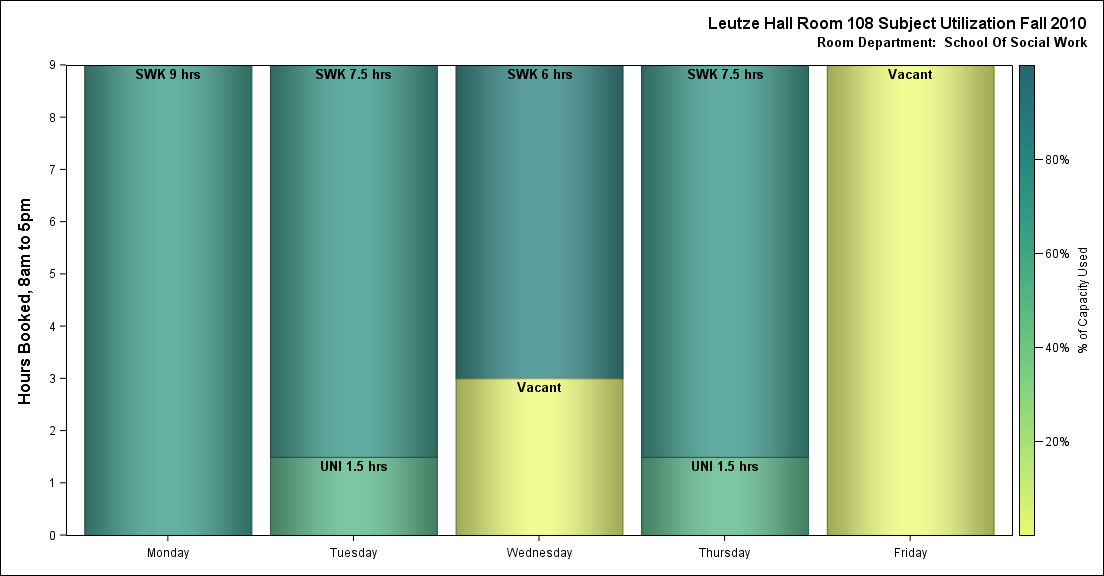 Leutze Hall Room 108 Subject Utilization Fall 2010
Room Department:  School Of Social Work
Hours Booked, 8am to 5pm
9
8
7
6
5
4
3
2
1
0
SWK 9 hrs
SWK 7.5 hrs
UNI 1.5 hrs
SWK 6 hrs
Vacant
SWK 7.5 hrs
UNI 1.5 hrs
Vacant
Monday
Tuesday
Wednesday
Thursday
Friday
80%
60%
40%
20%
% of Capacity Used